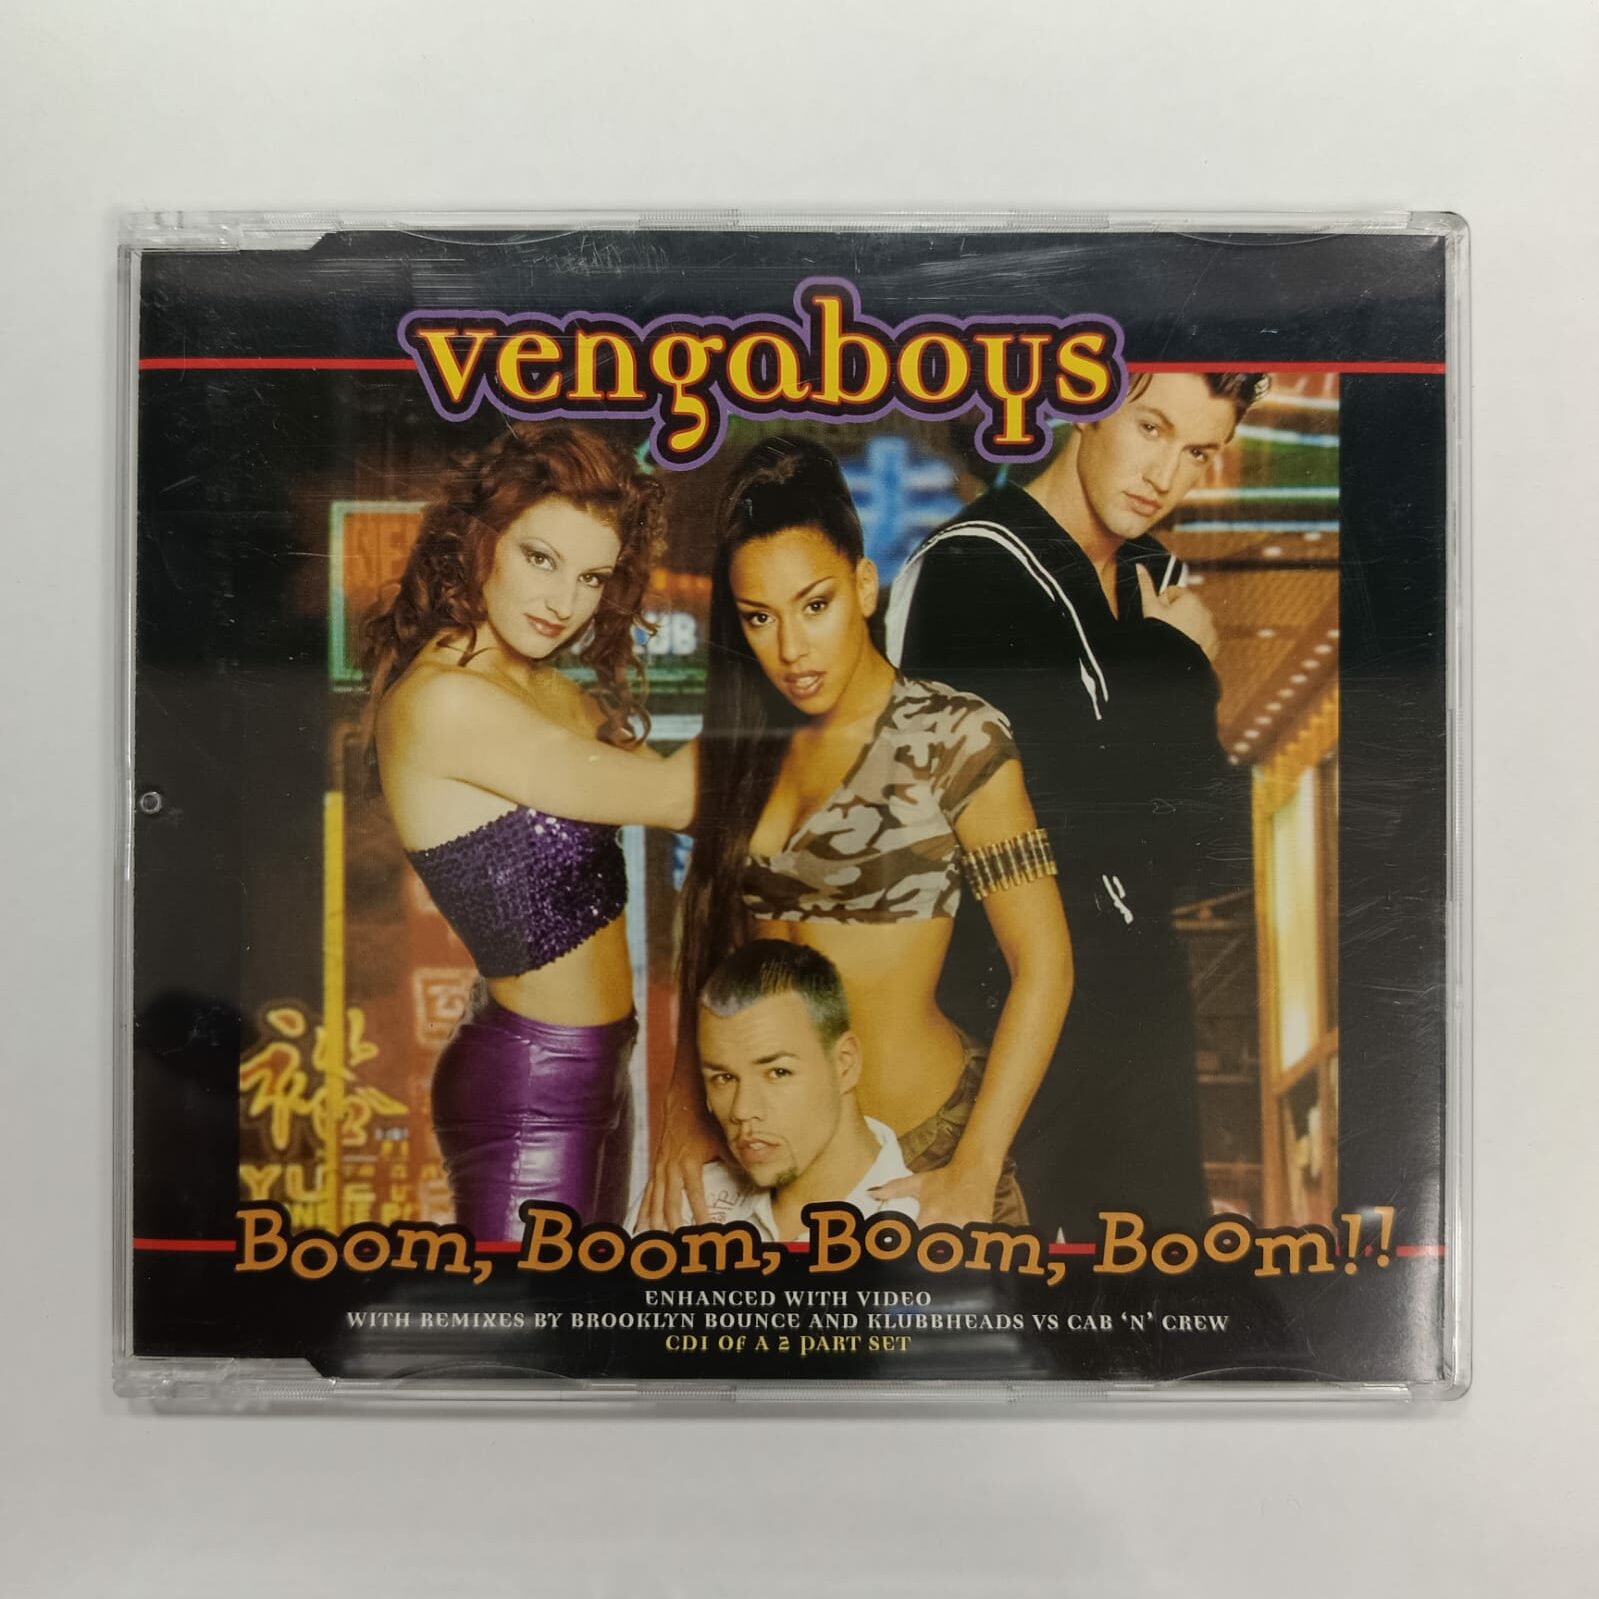 vengaboys
Boom, Boom, Boom, Boom!!
ENHANCED WITH VIDEO
WITH REMIXES BY BROOKLYN BOUNCE AND KLUBBHEADS VS CAB 'N' CREW
CD1 OF A 2 PART SET